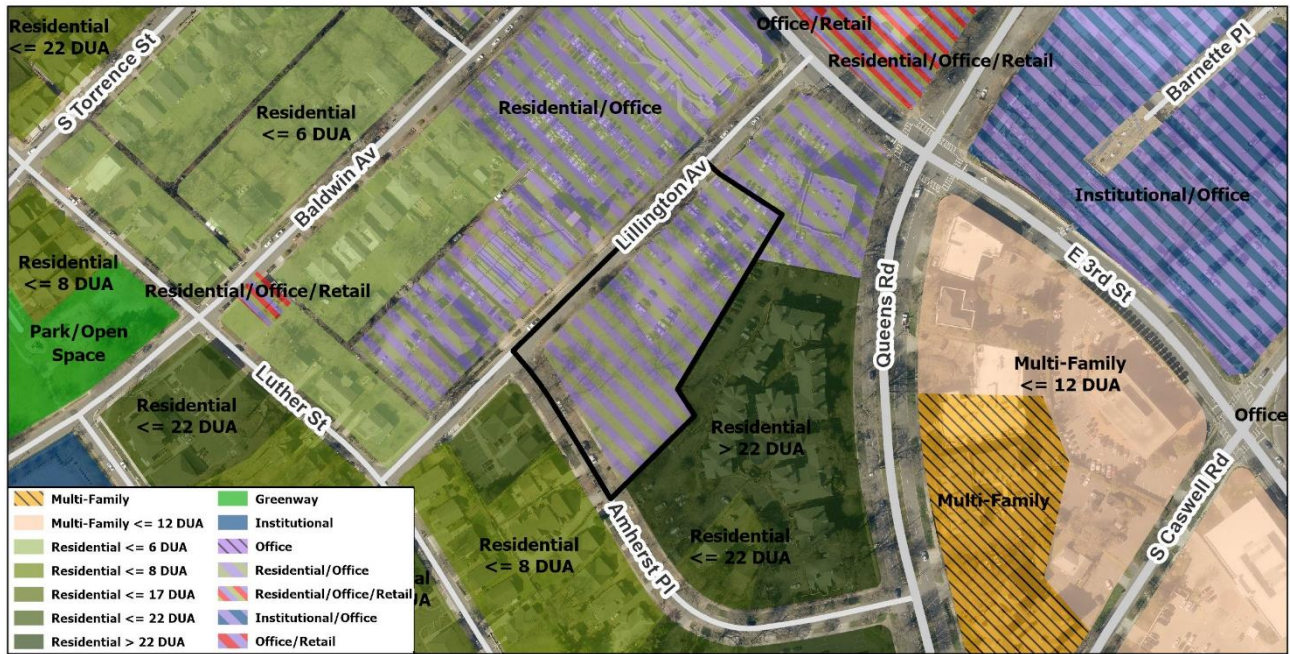 Residential
<= 22 DUA
S Torrence St
Residential
<= 6 DUA
Baldwin Av
Residential/Office
Office/Retail
Residential/Office/Retail
Barnette Pl
Institutional/Office
Lillington Av
Residential
<= 8 DUA
Park/Open
Space
Residential/Office/Retail
E 3rd St
Queens Rd
Multi-Family
<= 12 DUA
Residential
<= 22 DUA
Luther St
Residential
> 22 DUA
Office
S Caswell Rd
Multi-Family
Residential
<= 22 DUA
Residential
<= 8 DUA
Amherst Pl
Multi-Family
Multi-Family <= 12 DUA
Residential <= 6 DUA
Residential <= 8 DUA
Residential <= 17 DUA
Residential <= 22 DUA
Residential > 22 DUA
Greenway
Institutional
Office
Residential/Office
Residential/Office/Retail
Institutional/Office
Office/Retail